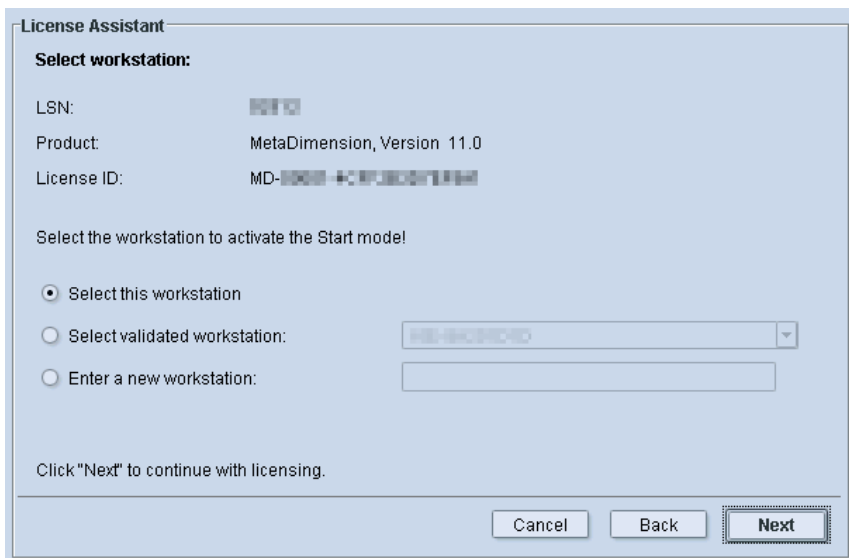 License Assistant
Select workstation:
LSN:
Product: MetaDimension, Version 11.0
License ID: MD-
Select the workstation to activate the Start mode!
Select this workstation
Select validated workstation:
Enter a new workstation:
Click "Next" to continue with licensing.
Cancel Back Next